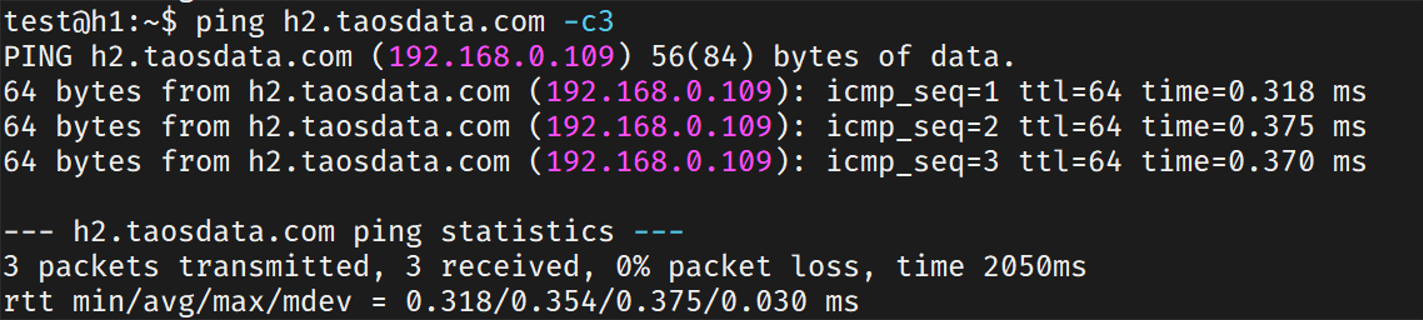 test@h1:~$ ping h2.taosdata.com -c3
PING h2.taosdata.com (192.168.0.109) 56(84) bytes of data.
64 bytes from h2.taosdata.com (192.168.0.109): icmp_seq=1 ttl=64 time=0.318 ms
64 bytes from h2.taosdata.com (192.168.0.109): icmp_seq=2 ttl=64 time=0.375 ms
64 bytes from h2.taosdata.com (192.168.0.109): icmp_seq=3 ttl=64 time=0.370 ms
--- h2.taosdata.com ping statistics ---
3 packets transmitted, 3 received, 0% packet loss, time 2050ms
rtt min/avg/max/mdev = 0.318/0.354/0.375/0.030 ms